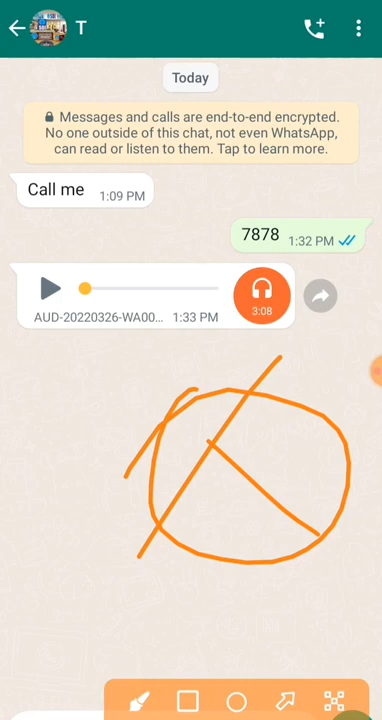 T
Today
Messages and calls are end-to-end encrypted.
No one outside of this chat, not even WhatsApp,
can read or listen to them. Tap to learn more.
Call me 1:09 PM
7878 1:32 PM
3:08
AUD-20220326-WA00... 1:33 PM